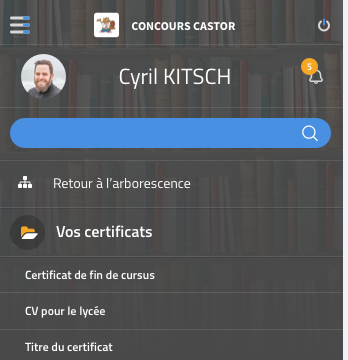 CONCOURS CASTOR
Cyril KITSCH
5
Retour à l'arborescence
Vos certificats
Certificat de fin de cursus
CV pour le lycée
Titre du certificat